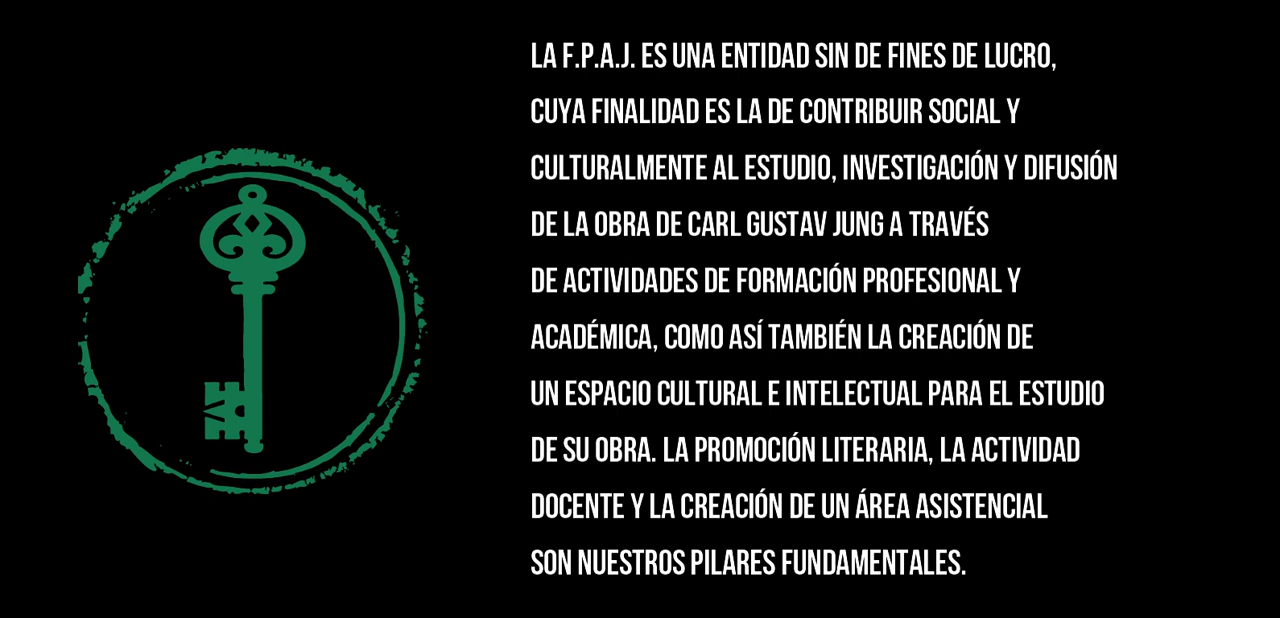 LA F.P.A.J. ES UNA ENTIDAD SIN DE FINES DE LUCRO,
CUYA FINALIDAD ES LA DE CONTRIBUIR SOCIAL Y
CULTURALMENTE AL ESTUDIO, INVESTIGACIÓN Y DIFUSIÓN
DE LA OBRA DE CARL GUSTAV JUNG A TRAVÉS
DE ACTIVIDADES DE FORMACIÓN PROFESIONAL Y
ACADÉMICA, COMO ASÍ TAMBIÉN LA CREACIÓN DE
UN ESPACIO CULTURAL E INTELECTUAL PARA EL ESTUDIO
DE SU OBRA. LA PROMOCIÓN LITERARIA, LA ACTIVIDAD
DOCENTE Y LA CREACIÓN DE UN ÁREA ASISTENCIAL
SON NUESTROS PILARES FUNDAMENTALES.